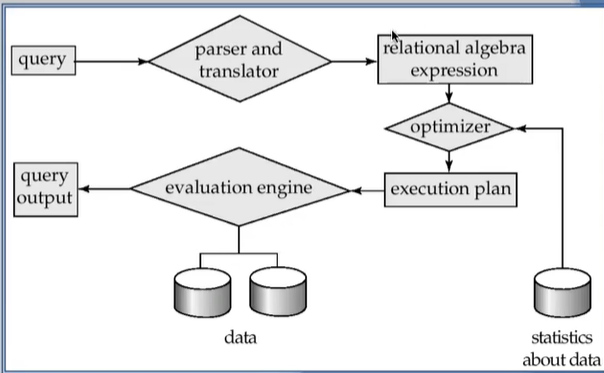 query
parser and
translator
relational algebra
expression
optimizer
query
output
evaluation engine
execution plan
data
statistics
about data